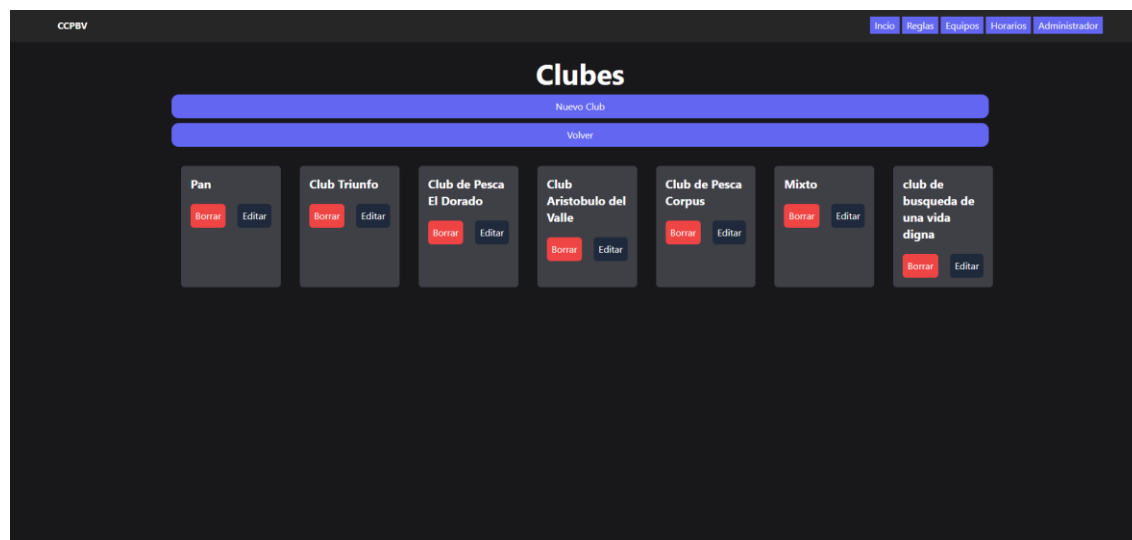 CCPBV
Incio Reglas Equipos Horarios Administrador
Clubes
Nuevo Club
Volver
Pan
Borrar Editar
Club Triunfo
Borrar Editar
Club de Pesca
El Dorado
Borrar Editar
Club
Aristobulo del
Valle
Borrar Editar
Club de Pesca
Corpus
Borrar Editar
Mixto
Borrar Editar
club de
busqueda de
una vida
digna
Borrar Editar